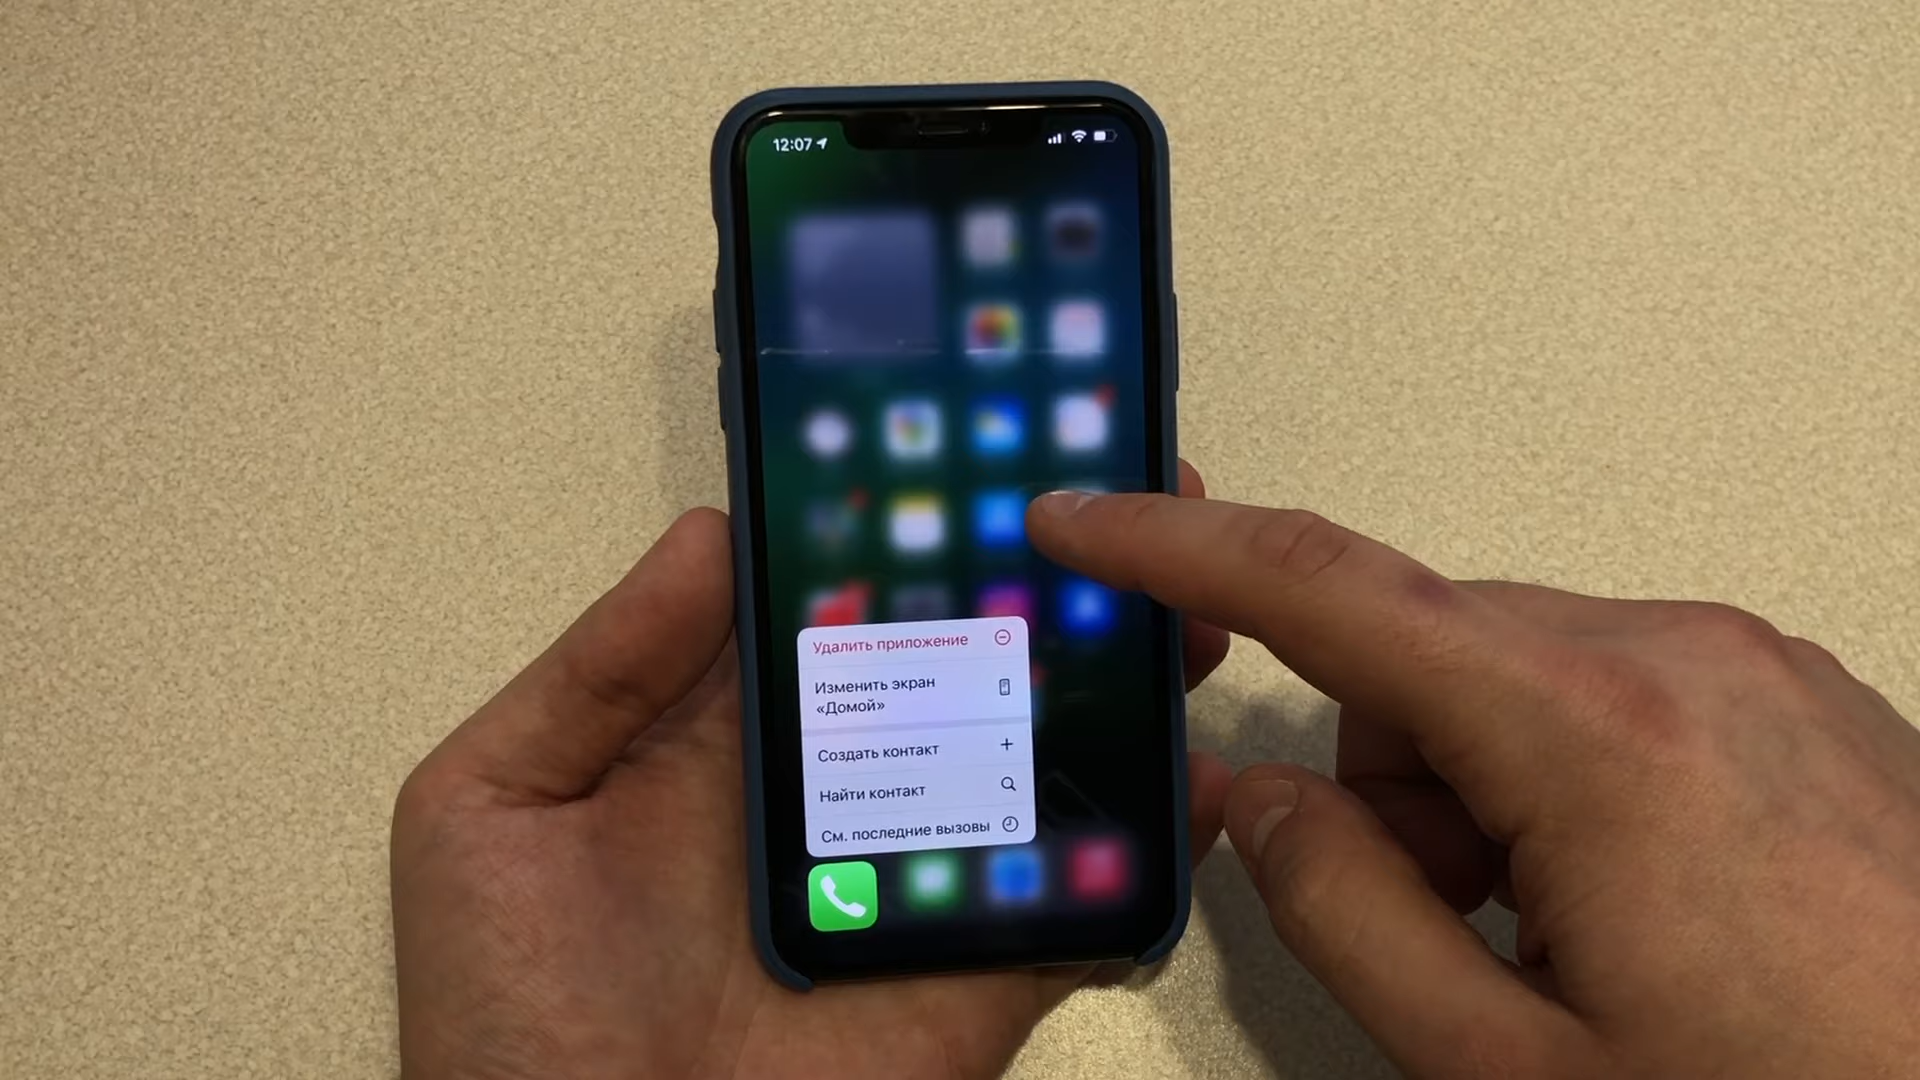 12:07
Удалить приложение
Изменить экран
«Домой»
Создать контакт
Найти контакт
См. последние вызовы